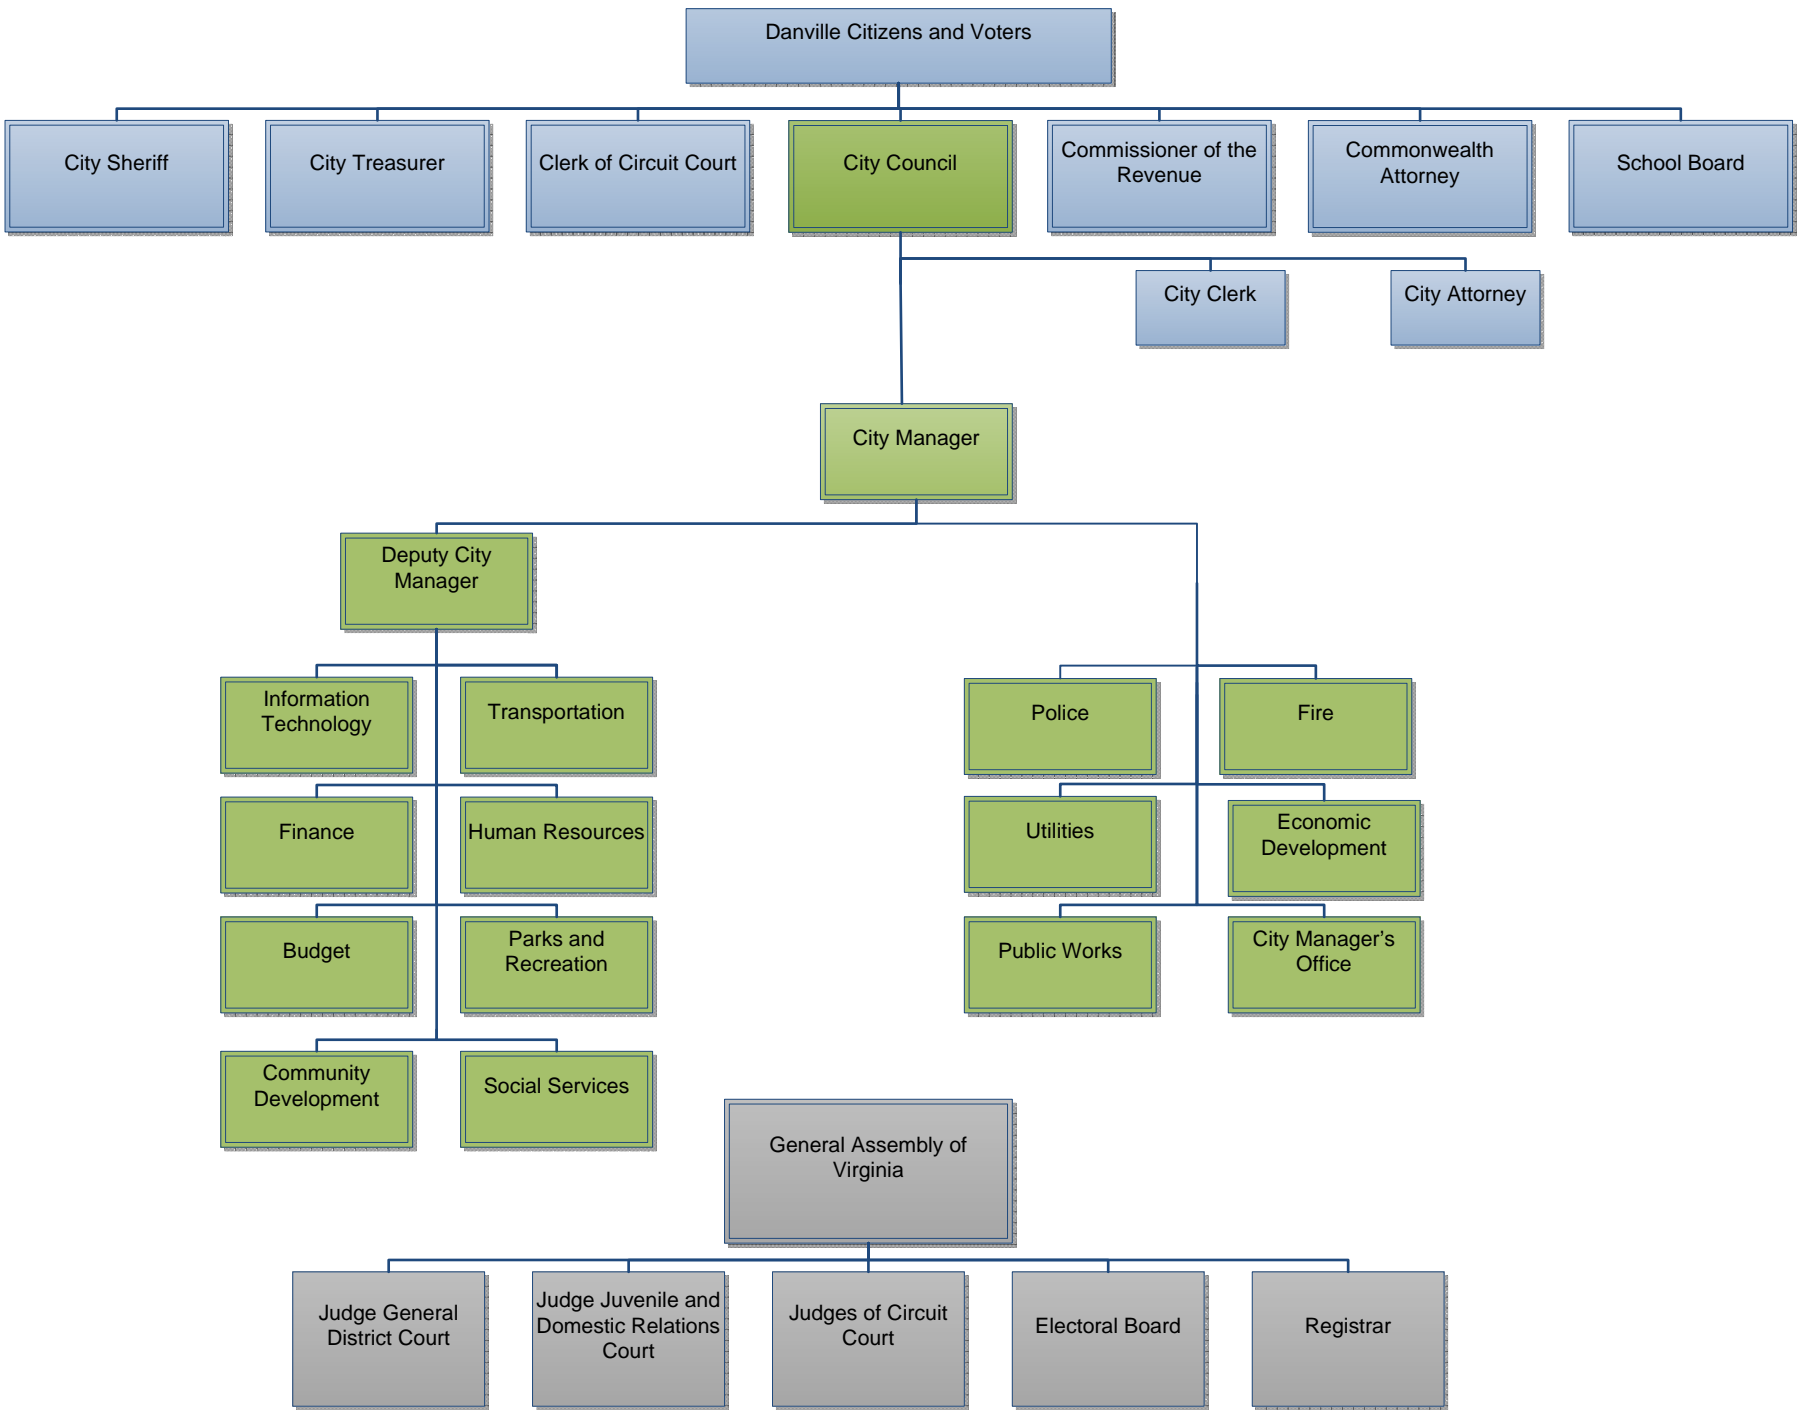 Danville Citizens and Voters
City Sheriff
City Treasurer
Clerk of Circuit Court
City Council
Commissioner of the
Revenue
Commonwealth
Attorney
School Board
City Clerk
City Attorney
City Manager
Deputy City
Manager
Information
Technology
Transportation
Police
Fire
Finance
Human Resources
Utilities
Economic
Development
Budget
Parks and
Recreation
Public Works
City Manager’s
Office
Community
Development
Social Services
General Assembly of
Virginia
Judge General
District Court
Judge Juvenile and
Domestic Relations
Court
Judges of Circuit
Court
Electoral Board
Registrar